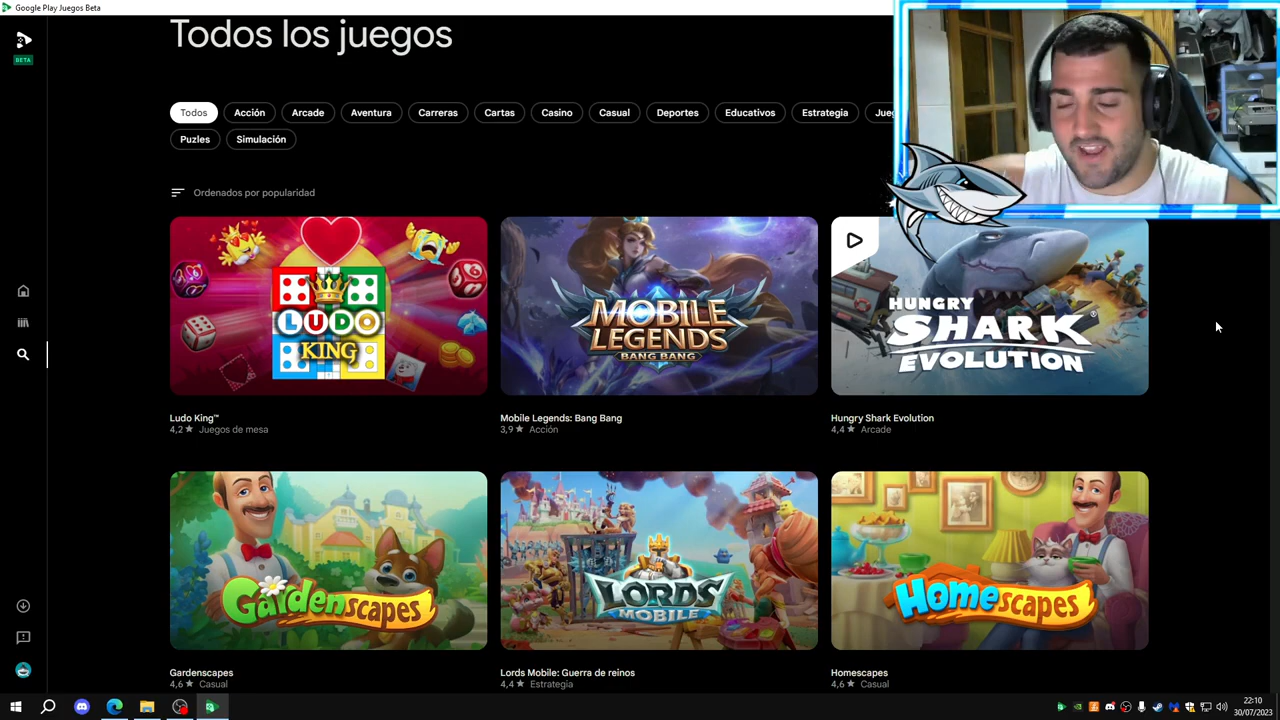 Google Play Juegos Beta
BETA
Todos los juegos
Todos
Acción
Arcade
Aventura
Carreras
Cartas
Casino
Casual
Deportes
Educativos
Estrategia
Puzles
Simulación
Ordenados por popularidad
LUDO
KING
MOBILE
LEGENDS
BANG BANG
HUNGRY
SHARK
EVOLUTION
Ludo King™
4,2★ Juegos de mesa
Mobile Legends: Bang Bang
3,9★ Acción
Hungry Shark Evolution
4,4★ Arcade
Gardenscapes
LORDS
MOBILE
Homescapes
Gardenscapes
4,6★ Casual
Lords Mobile: Guerra de reinos
4,4★ Estrategia
Homescapes
4,6★ Casual
22:10
30/07/2023